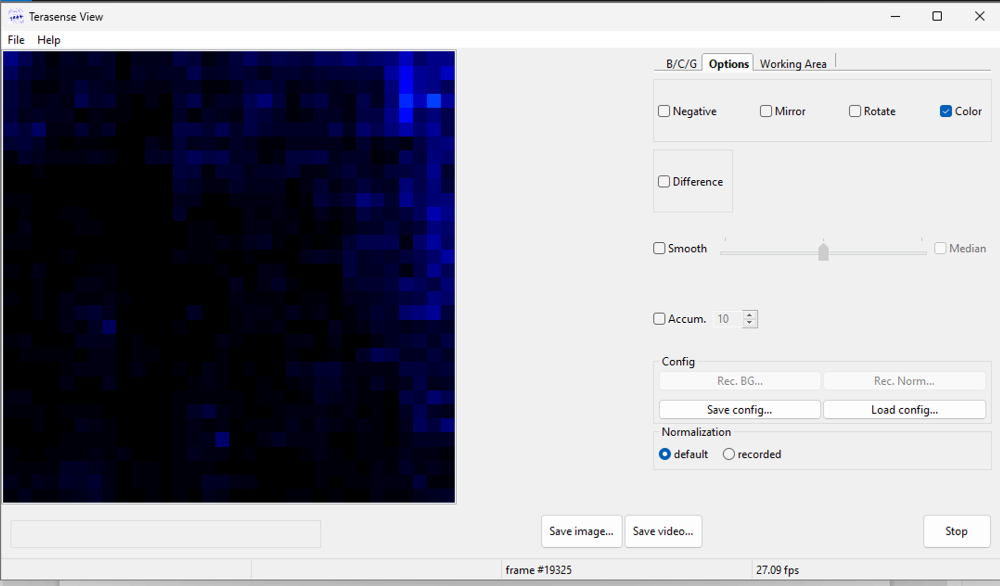 Terasense View
File Help
B/C/G Options Working Area
Negative Mirror Rotate Color
Difference
Smooth Median
Accum. 10
Config
Rec. BG... Rec. Norm...
Save config... Load config...
Normalization
default recorded
Save image... Save video... Stop
frame #19325 27.09 fps